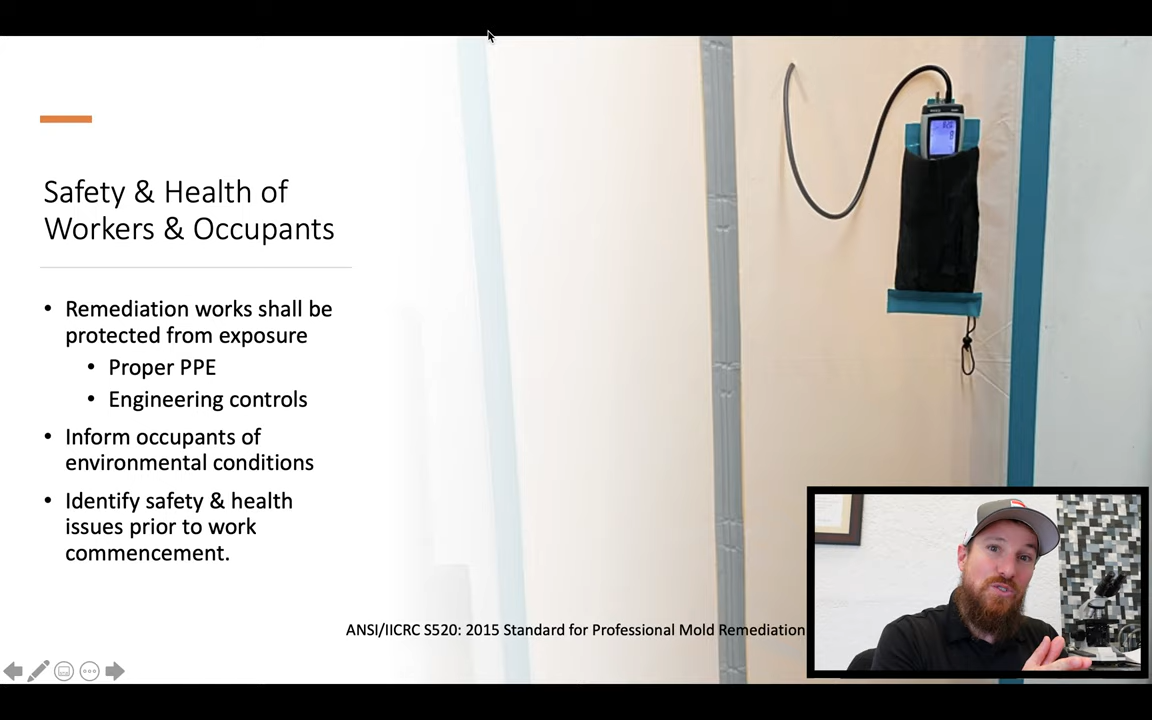 Safety & Health of
Workers & Occupants
• Remediation works shall be
protected from exposure
• Proper PPE
• Engineering controls
• Inform occupants of
environmental conditions
• Identify safety & health
issues prior to work
commencement.
ANSI/IICRC S520: 2015 Standard for Professional Mold Remediation